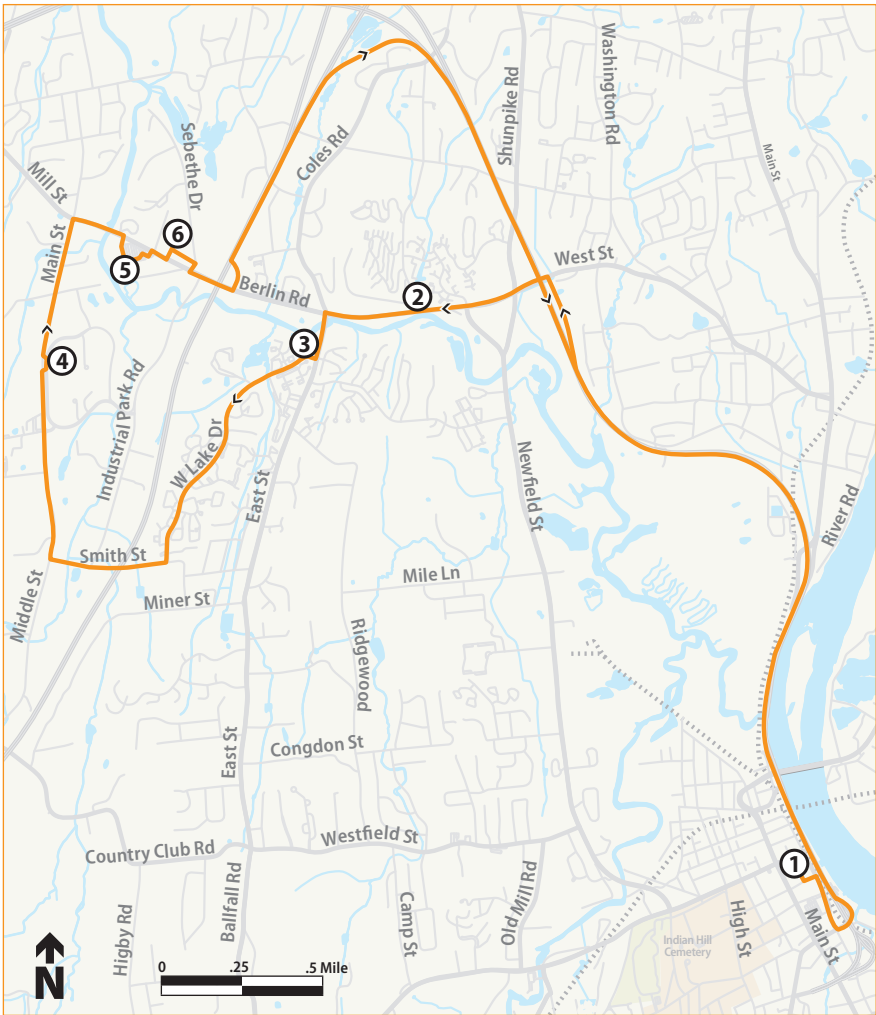 Shunpike Rd
Washington Rd
Main St
Coles Rd
Sebethe Dr
Mill St
6
Main St
5
West St
Berlin Rd
2
3
4
Industrial Park Rd
W Lake Dr
East St
Newfield St
River Rd
Smith St
Mile Ln
Middle St
Miner St
Ridgewood
East St
Congdon St
Westfield St
Country Club Rd
1
Ballfall Rd
Old Mill Rd
Camp St
High St
Main St
Higby Rd
Indian Hill
Cemetery
N
0 .25 .5 Mile